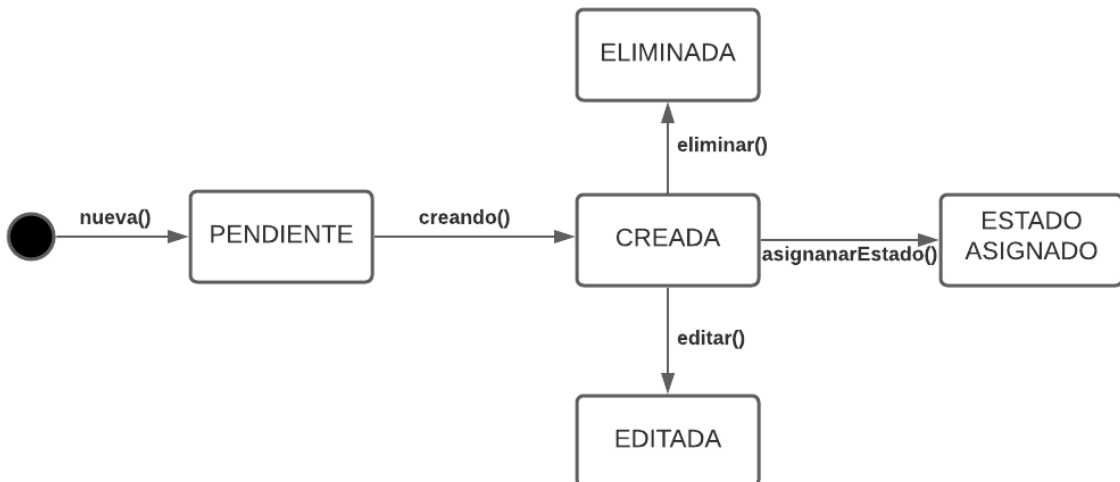 ELIMINADA
eliminar()
nueva()
PENDIENTE
creando()
CREADA
asignanarEstado()
ESTADO
ASIGNADO
editar()
EDITADA